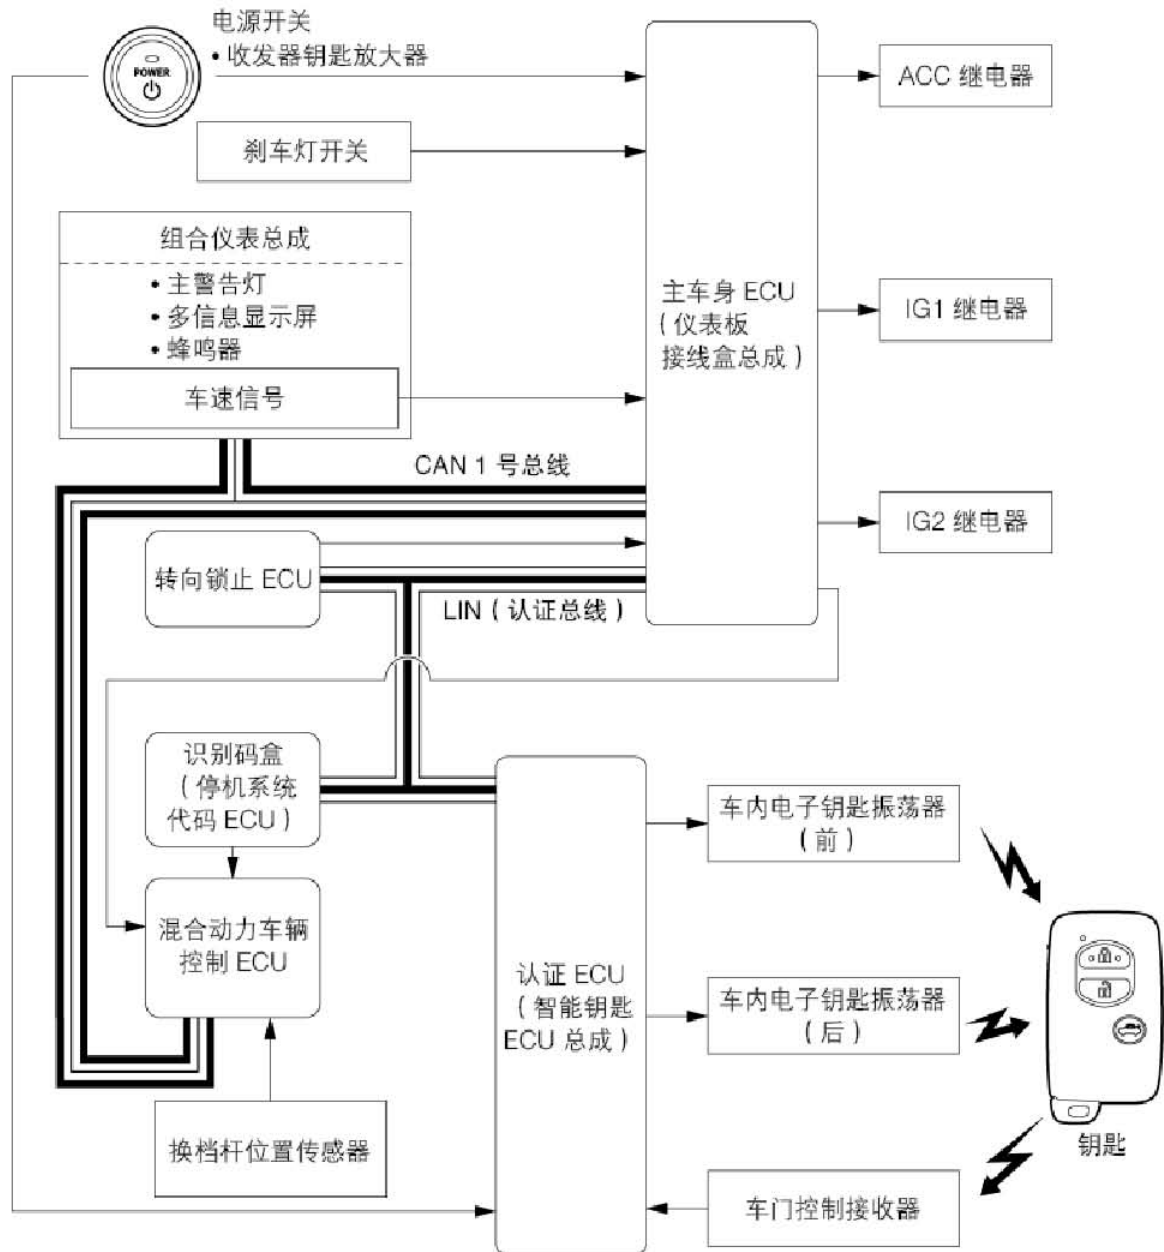 电源开关
• 收发器钥匙放大器
POWER
ACC 继电器
刹车灯开关
组合仪表总成
• 主警告灯
• 多信息显示屏
• 蜂鸣器
车速信号
主车身 ECU
（仪表板
接线盒总成）
IG1 继电器
CAN 1 号总线
IG2 继电器
转向锁止 ECU
LIN（认证总线）
识别码盒
（停机系统
代码 ECU）
车内电子钥匙振荡器
（前）
混合动力车辆
控制 ECU
认证 ECU
（智能钥匙
ECU 总成）
车内电子钥匙振荡器
（后）
换档杆位置传感器
钥匙
车门控制接收器